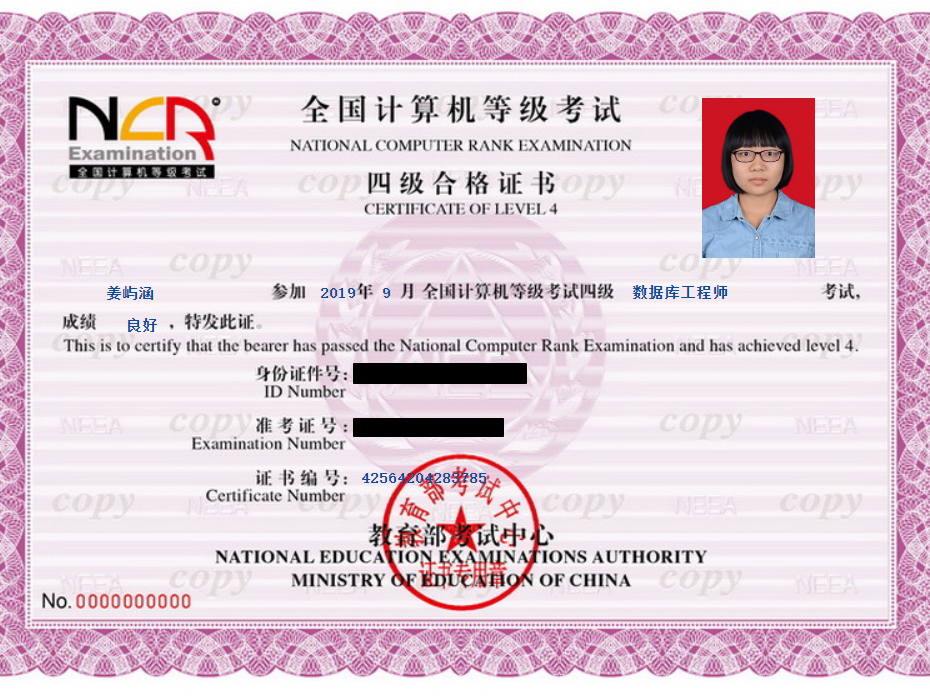 NCR
Examination
全国计算机等级考试
全国计算机等级考试
NATIONAL COMPUTER RANK EXAMINATION
四级合格证书
CERTIFICATE OF LEVEL 4
姜屿涵 参加 2019年 9 月 全国计算机等级考试四级 数据库工程师 考试,
成绩 良好 ，特发此证。
This is to certify that the bearer has passed the National Computer Rank Examination and has achieved level 4.
身份证件号:
ID Number
准考证号:
Examination Number
证书编号: 42564204285785
Certificate Number
教育部考试中心
NATIONAL EDUCATION EXAMINATIONS AUTHORITY
MINISTRY OF EDUCATION OF CHINA
教育部考试中心
证书专用章
No. 0000000000
copy
NEEA